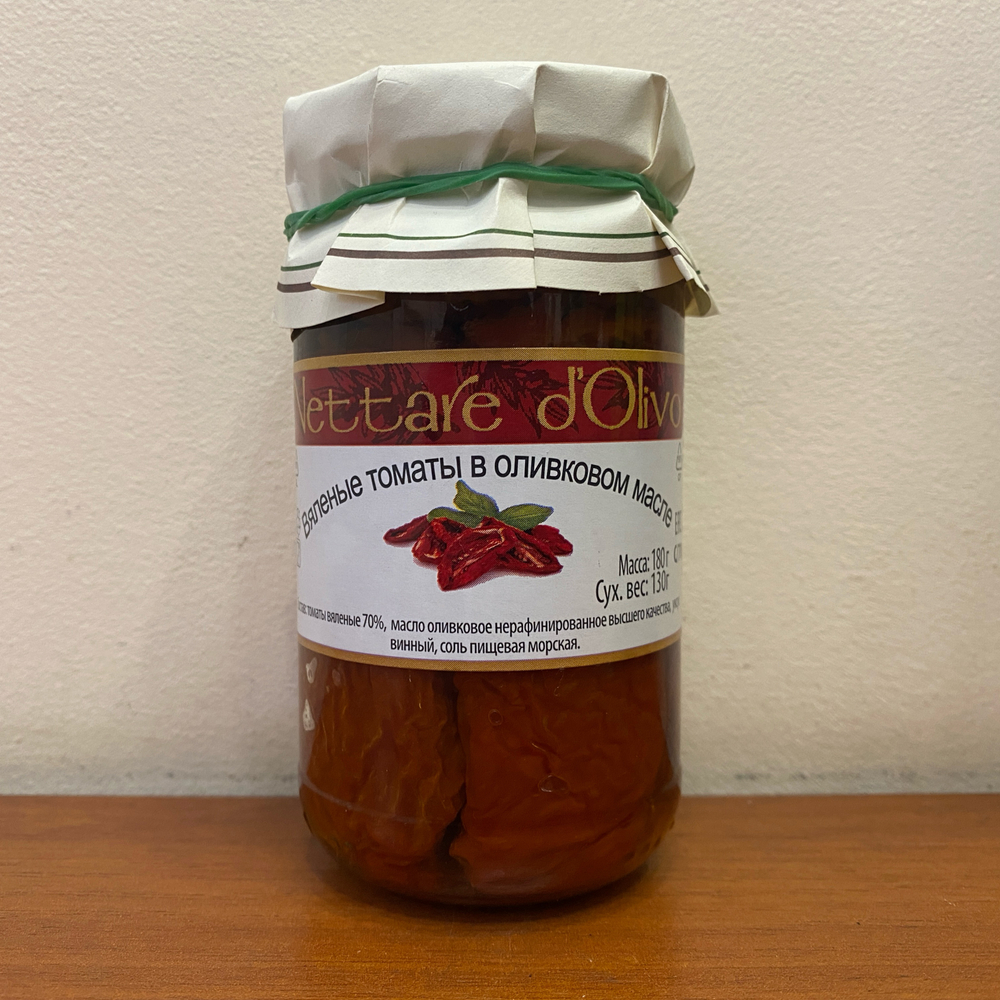 Nettare d'Olivo
Вяленые томаты в оливковом масле
Масса: 180г
Сух. вес: 130г
томаты вяленые 70%, масло оливковое нерафинированное высшего качества,
винный, соль пищевая морская.